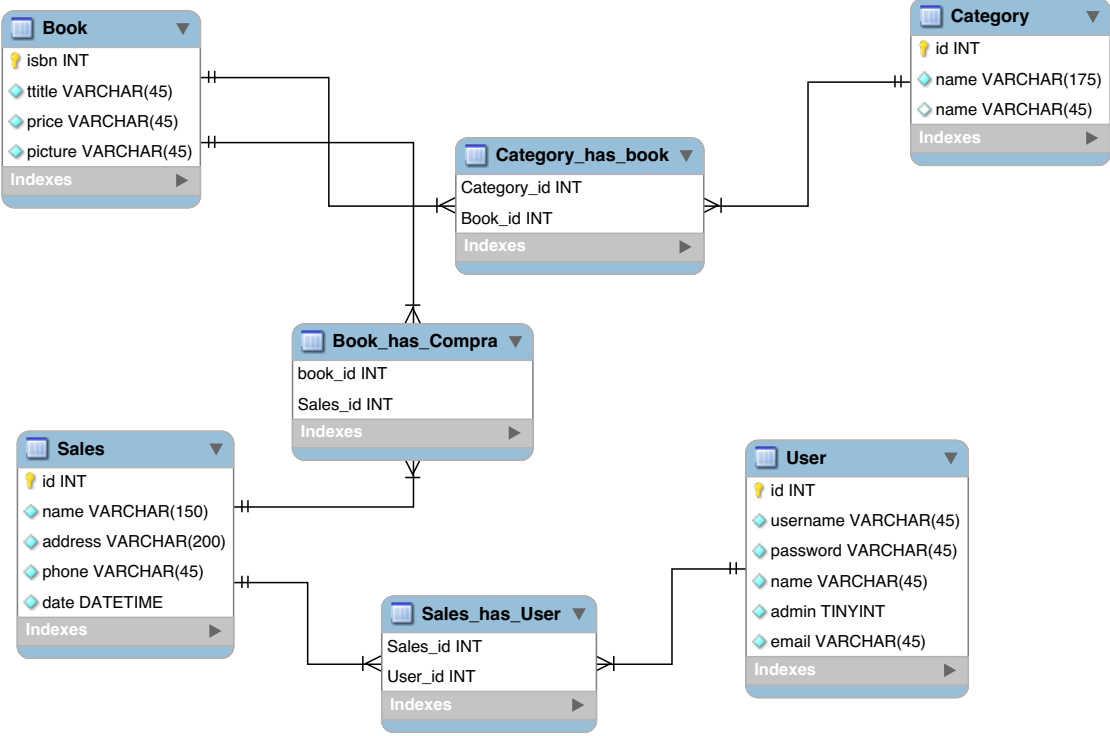 Book
isbn INT
ttitle VARCHAR(45)
price VARCHAR(45)
picture VARCHAR(45)
Indexes
Category
id INT
name VARCHAR(175)
name VARCHAR(45)
Indexes
Category_has_book
Category_id INT
Book_id INT
Indexes
Book_has_Compra
book_id INT
Sales_id INT
Indexes
Sales
id INT
name VARCHAR(150)
address VARCHAR(200)
phone VARCHAR(45)
date DATETIME
Indexes
User
id INT
username VARCHAR(45)
password VARCHAR(45)
name VARCHAR(45)
admin TINYINT
email VARCHAR(45)
Indexes
Sales_has_User
Sales_id INT
User_id INT
Indexes